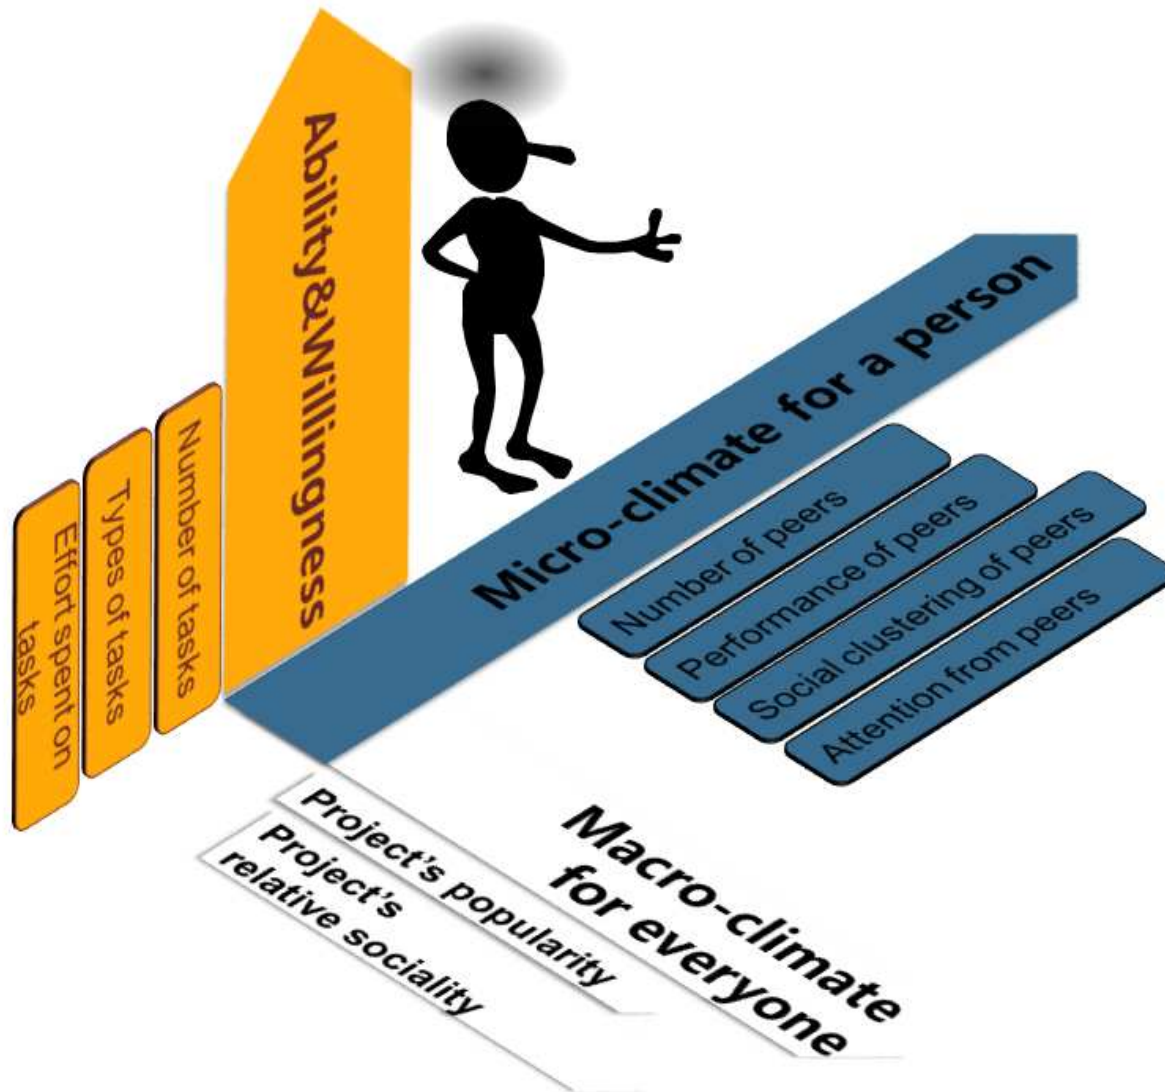 Ability&Willingness
Number of tasks
Types of tasks
Effort spent on
tasks
Micro-climate for a person
Number of peers
Performance of peers
Social clustering of peers
Attention from peers
Macro-climate
for everyone
Project's popularity
Project's
relative sociality